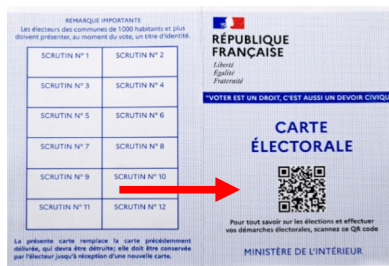 REMARQUE IMPORTANTE
Les électeurs des communes de 1000 habitants et plus
doivent présenter, au moment du vote, un titre d'identité.
SCRUTIN N° 1 SCRUTIN N° 2
SCRUTIN N° 3 SCRUTIN N° 4
SCRUTIN N° 5 SCRUTIN N° 6
SCRUTIN N° 7 SCRUTIN N° 8
SCRUTIN N° 9 SCRUTIN N° 10
SCRUTIN N° 11 SCRUTIN N° 12
La présente carte remplace la carte précédemment
délivrée, qui devra être détruite; elle doit être conservée
par l'électeur jusqu'à réception d'une nouvelle carte.
RÉPUBLIQUE
FRANÇAISE
Liberté
Égalité
Fraternité
"VOTER EST UN DROIT, C'EST AUSSI UN DEVOIR CIVIQU
CARTE
ÉLECTORALE
Pour tout savoir sur les élections et effectuer
vos démarches électorales, scannez ce QR code
MINISTÈRE DE L'INTÉRIEUR